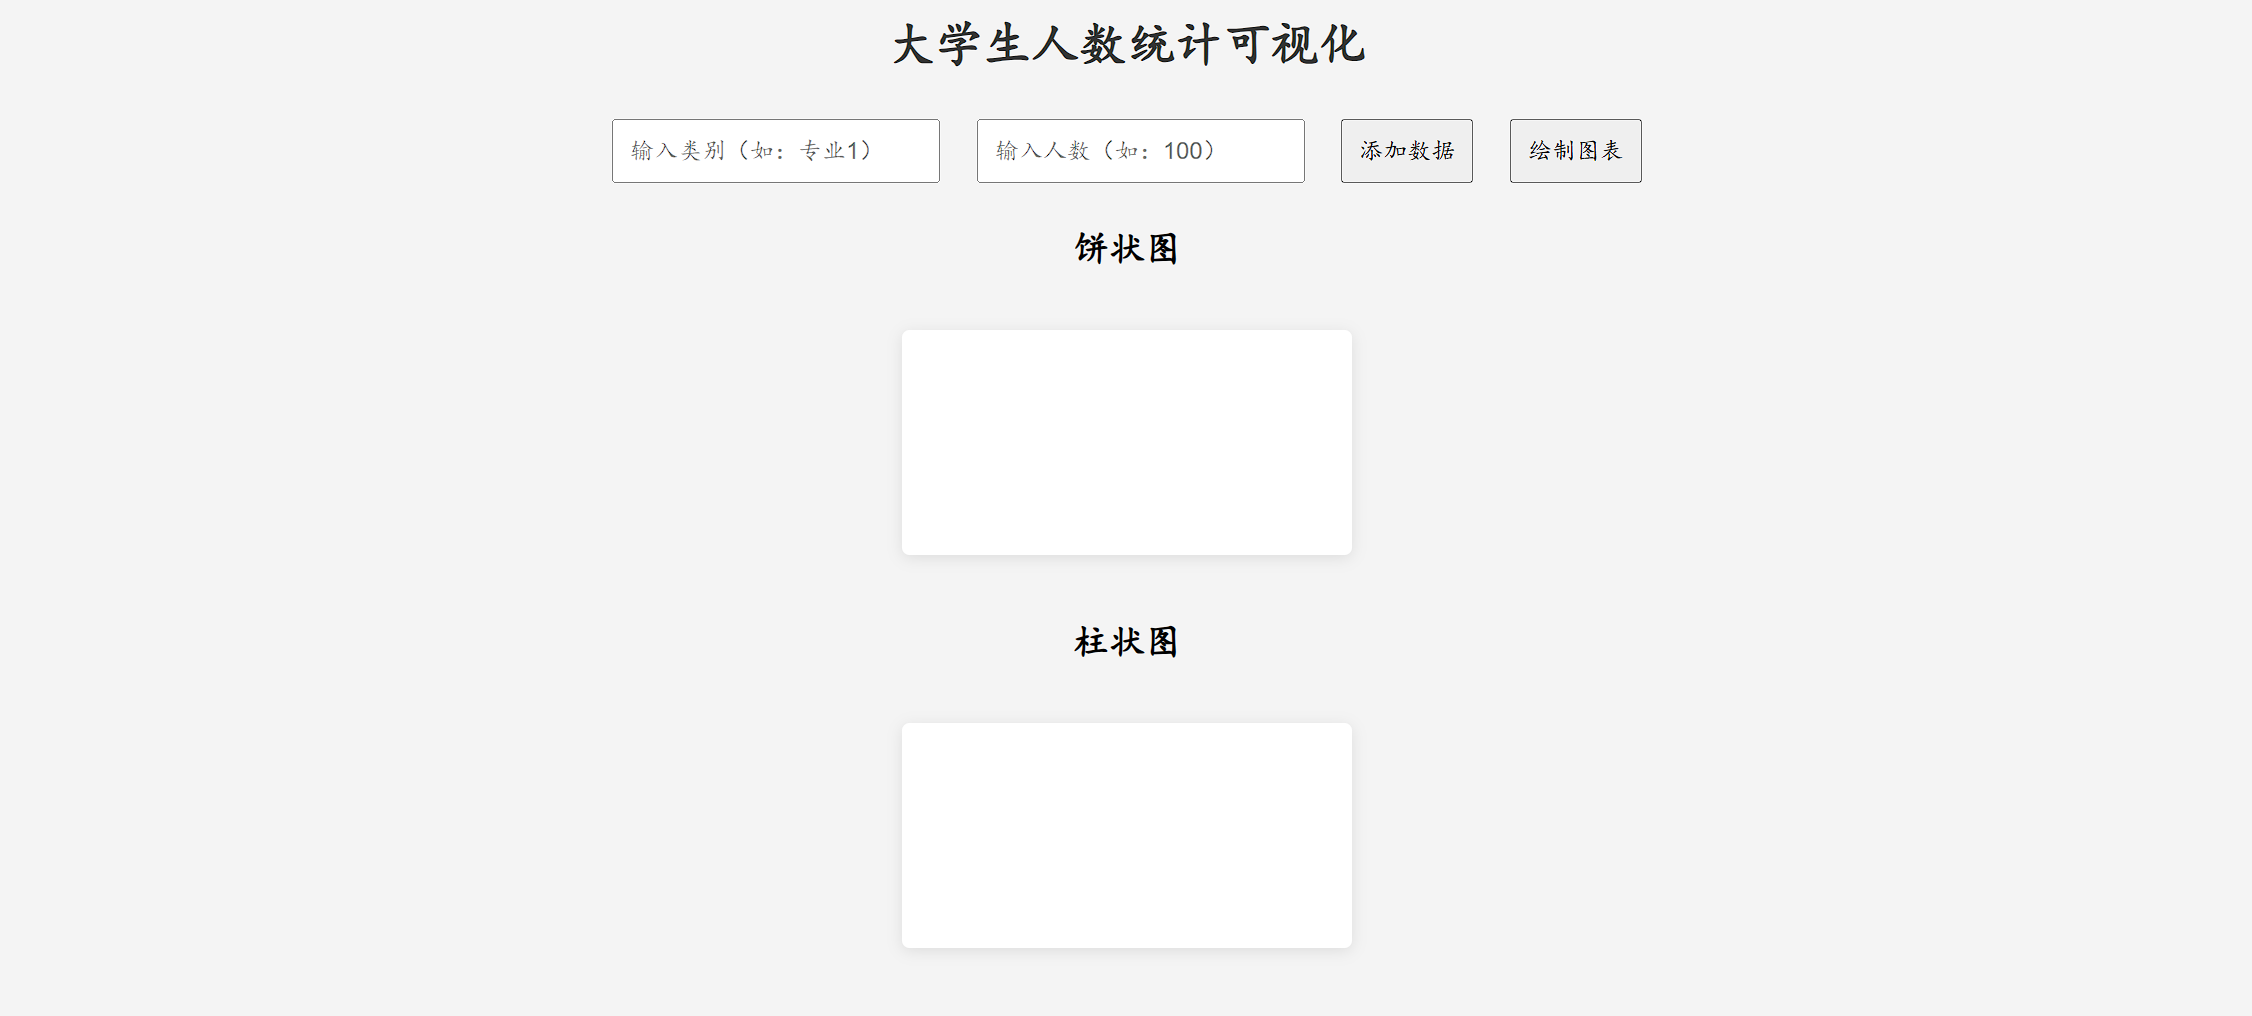 大学生人数统计可视化
输入类别（如：专业1） 输入人数（如：100） 添加数据 绘制图表
饼状图
柱状图